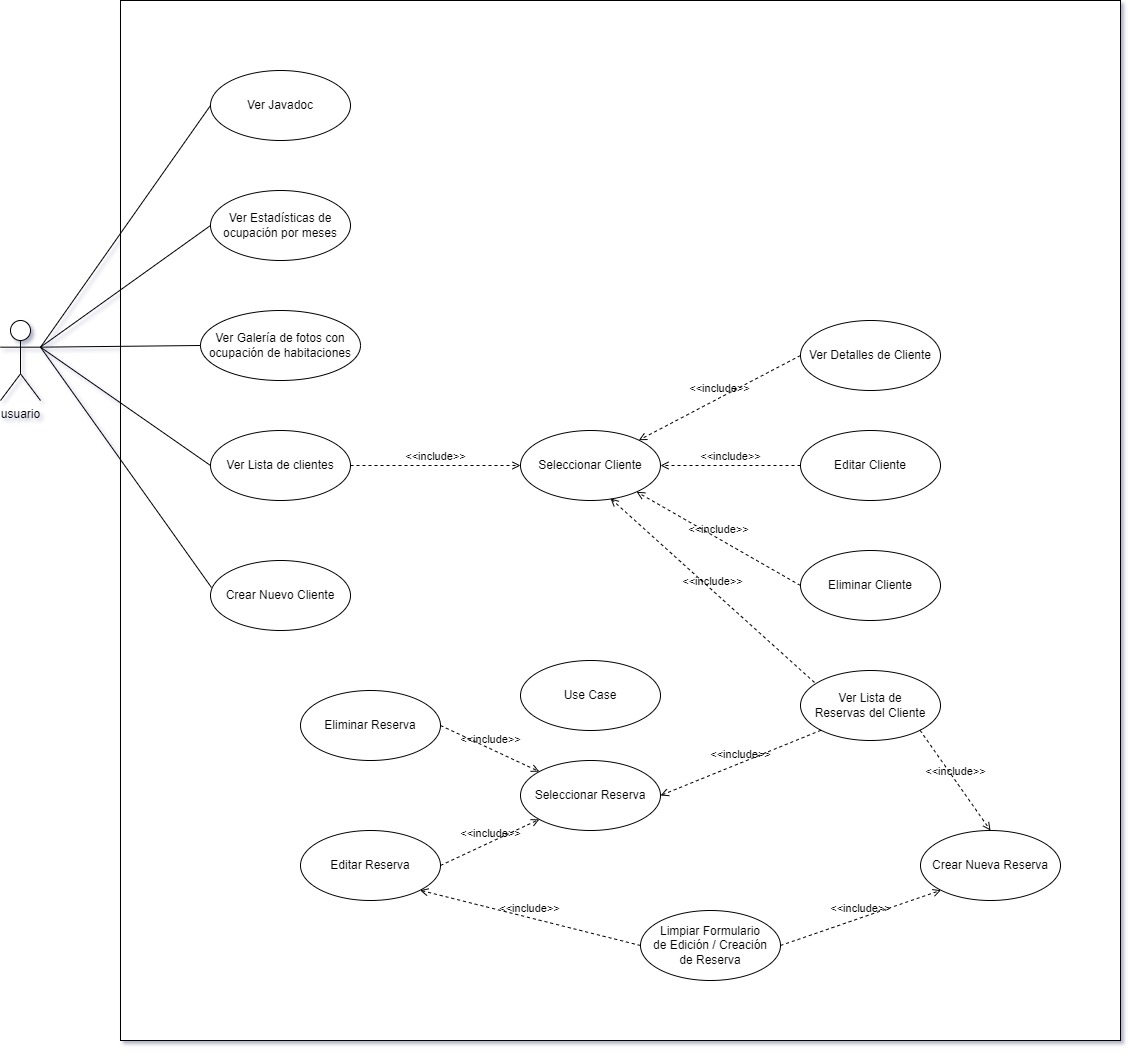 Ver Javadoc
Ver Estadísticas de
ocupación por meses
Ver Galería de fotos con
ocupación de habitaciones
usuario
Ver Detalles de Cliente
<<include>>
Ver Lista de clientes
<<include>>
Seleccionar Cliente
<<include>>
Editar Cliente
<<include>>
Eliminar Cliente
<<include>>
Crear Nuevo Cliente
Use Case
Ver Lista de
Reservas del Cliente
Eliminar Reserva
<<include>>
<<include>>
<<include>>
Seleccionar Reserva
<<include>>
Editar Reserva
Crear Nueva Reserva
<<include>>
<<include>>
Limpiar Formulario
de Edición / Creación
de Reserva